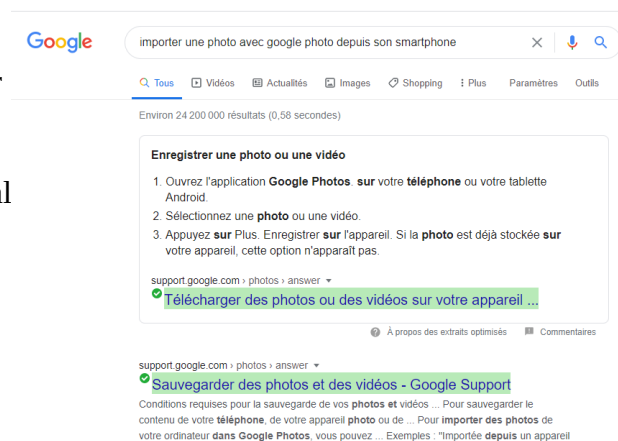 Google
importer une photo avec google photo depuis son smartphone
Tous Vidéos Actualités Images Shopping Plus Paramètres Outils
Environ 24 200 000 résultats (0,58 secondes)
Enregistrer une photo ou une vidéo
1. Ouvrez l'application Google Photos. sur votre téléphone ou votre tablette
Android.
2. Sélectionnez une photo ou une vidéo.
3. Appuyez sur Plus. Enregistrer sur l'appareil. Si la photo est déjà stockée sur
votre appareil, cette option n'apparaît pas.
support.google.com › photos › answer
Télécharger des photos ou des vidéos sur votre appareil ...
À propos des extraits optimisés Commentaires
support.google.com › photos › answer
Sauvegarder des photos et des vidéos - Google Support
Conditions requises pour la sauvegarde de vos photos et vidéos ... Pour sauvegarder le
contenu de votre téléphone, de votre appareil photo ou de ... Pour importer des photos de
votre ordinateur dans Google Photos, vous pouvez ... Exemples : "Importée depuis un appareil